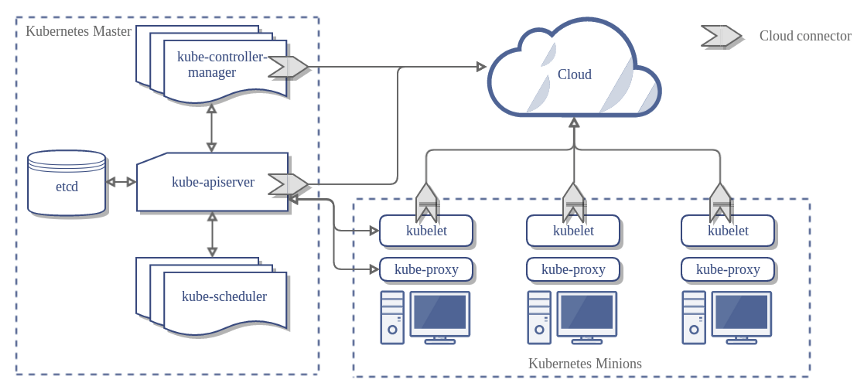 Kubernetes Master
kube-controller-
manager
Cloud
Cloud connector
etcd
kube-apiserver
kube-scheduler
kubelet
kubelet
kubelet
kube-proxy
kube-proxy
kube-proxy
Kubernetes Minions